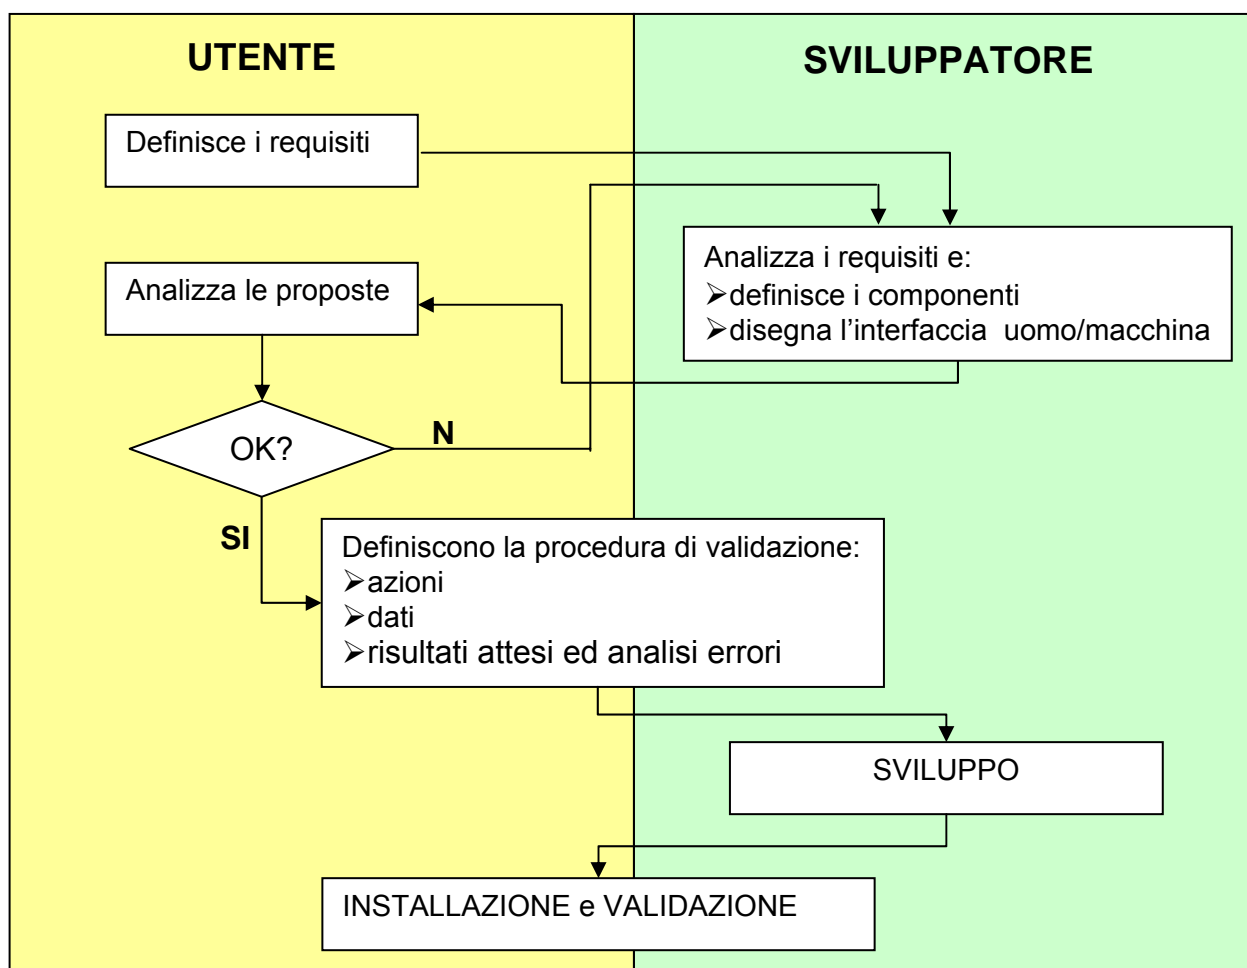 UTENTE
SVILUPPATORE
Definisce i requisiti
Analizza i requisiti e:
➢definisce i componenti
➢disegna l’interfaccia uomo/macchina
Analizza le proposte
OK?
N
SI
Definiscono la procedura di validazione:
➢azioni
➢dati
➢risultati attesi ed analisi errori
SVILUPPO
INSTALLAZIONE e VALIDAZIONE